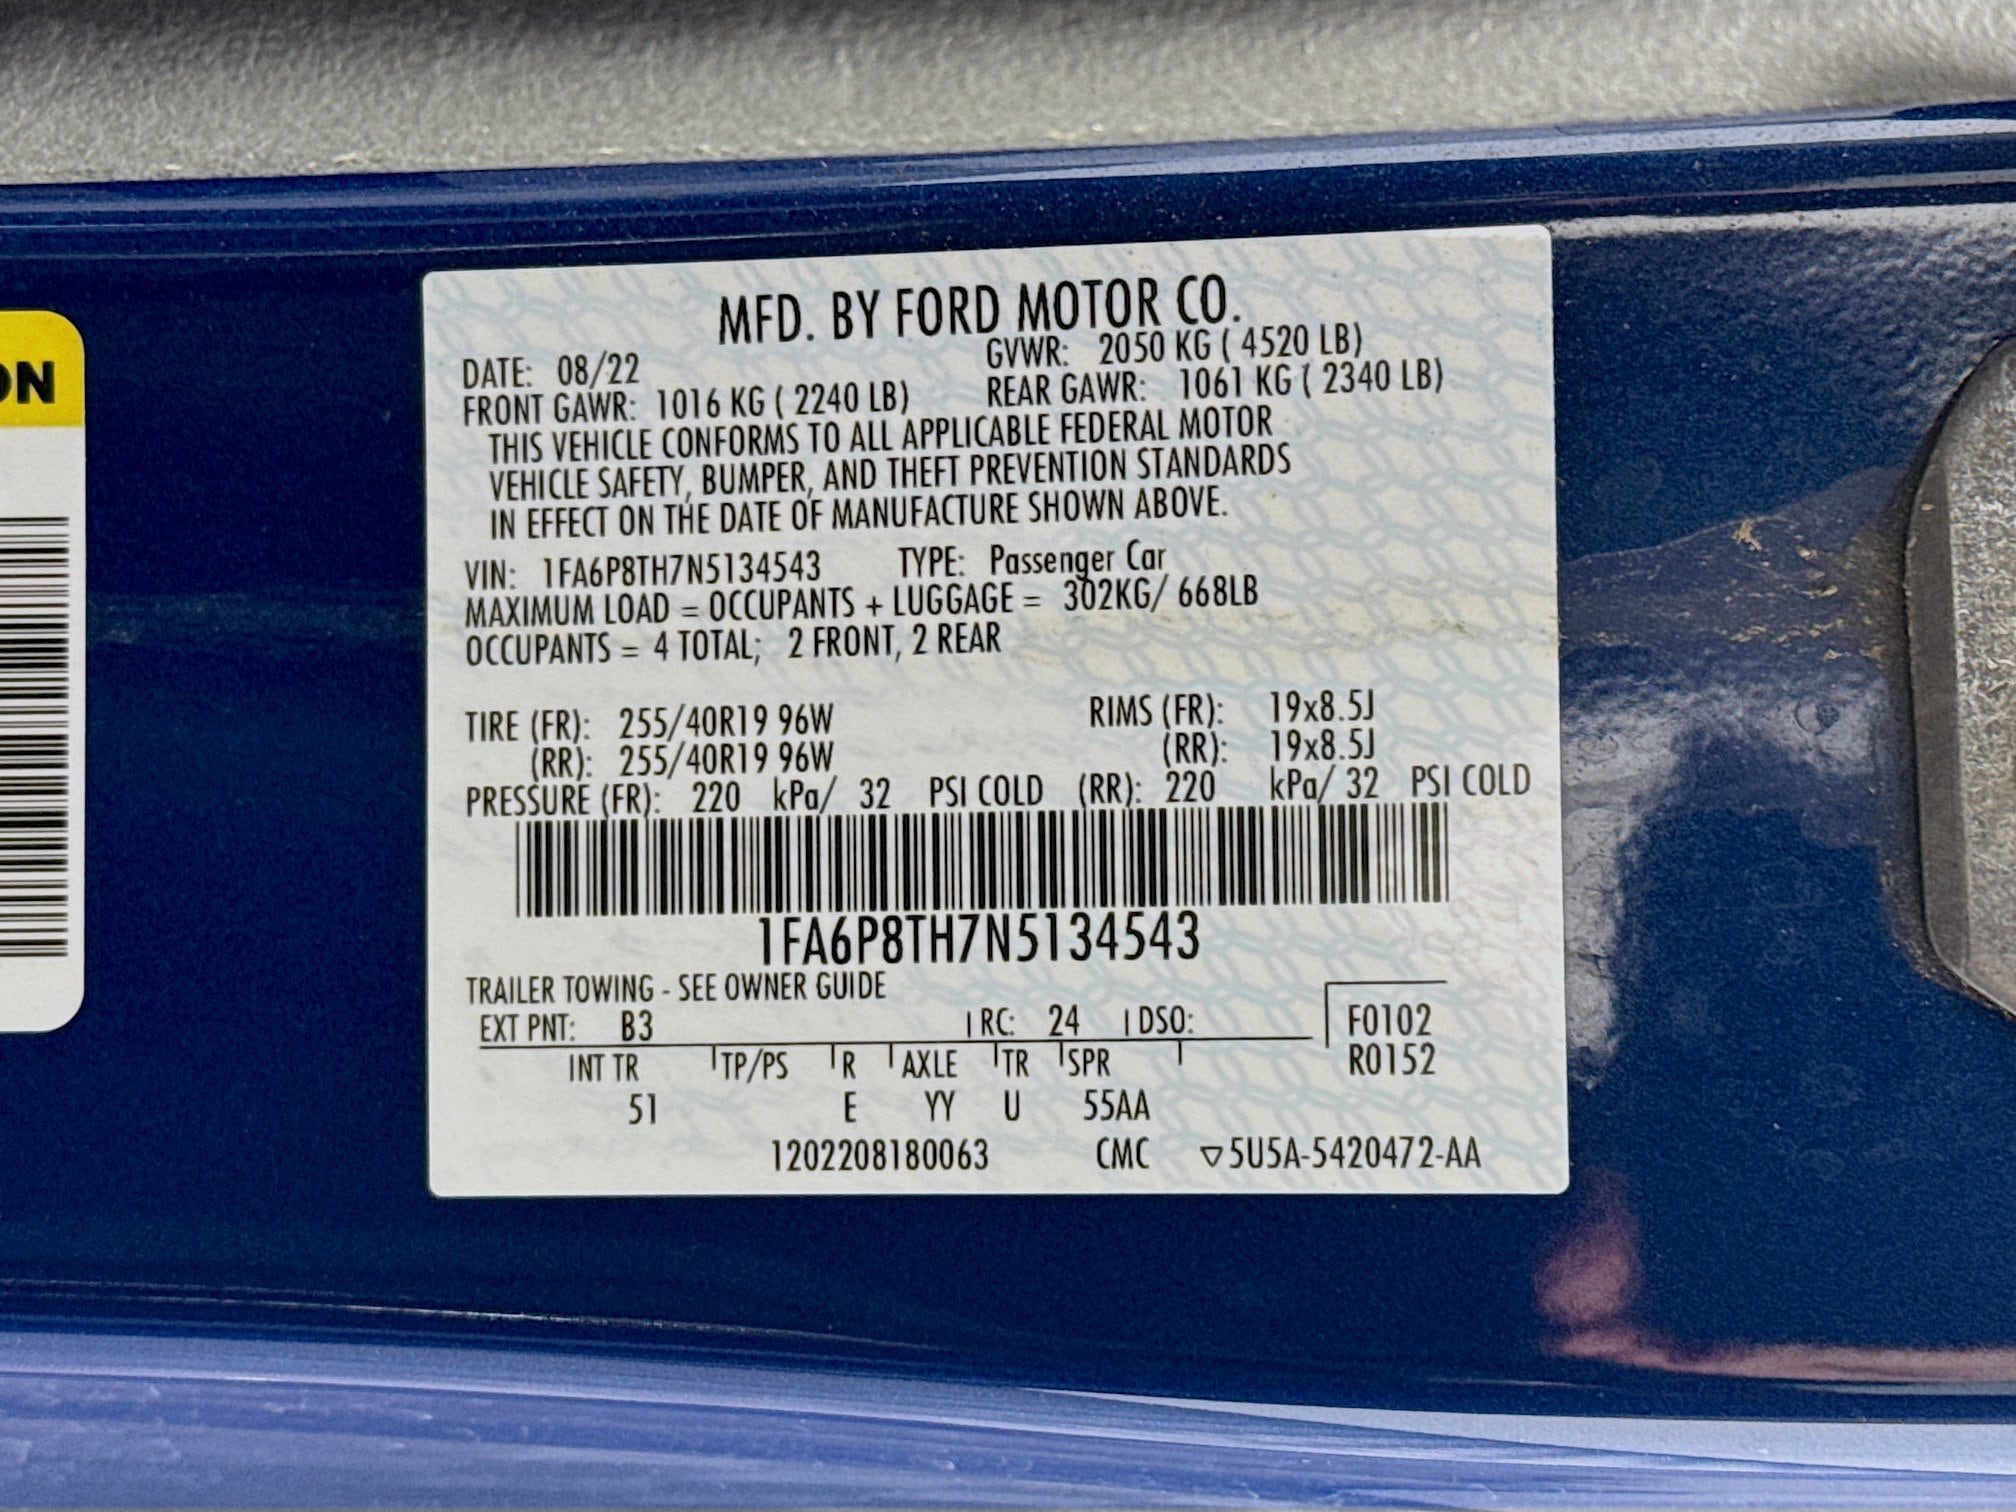 ON
MFD. BY FORD MOTOR CO.
DATE: 08/22 GVWR: 2050 KG ( 4520 LB)
FRONT GAWR: 1016 KG ( 2240 LB) REAR GAWR: 1061 KG ( 2340 LB)
THIS VEHICLE CONFORMS TO ALL APPLICABLE FEDERAL MOTOR
VEHICLE SAFETY, BUMPER, AND THEFT PREVENTION STANDARDS
IN EFFECT ON THE DATE OF MANUFACTURE SHOWN ABOVE.
VIN: 1FA6P8TH7N5134543 TYPE: Passenger Car
MAXIMUM LOAD = OCCUPANTS + LUGGAGE = 302KG/ 668LB
OCCUPANTS = 4 TOTAL; 2 FRONT, 2 REAR
TIRE (FR): 255/40R19 96W RIMS (FR): 19x8.5J
(RR): 255/40R19 96W (RR): 19x8.5J
PRESSURE (FR): 220 kPa/ 32 PSI COLD (RR): 220 kPa/ 32 PSI COLD
1FA6P8TH7N5134543
TRAILER TOWING - SEE OWNER GUIDE
EXT PNT: B3 RC: 24 DSO: F0102
INT TR TP/PS R AXLE TR SPR R0152
51 E YY U 55AA
1202208180063 CMC ▽5U5A-5420472-AA